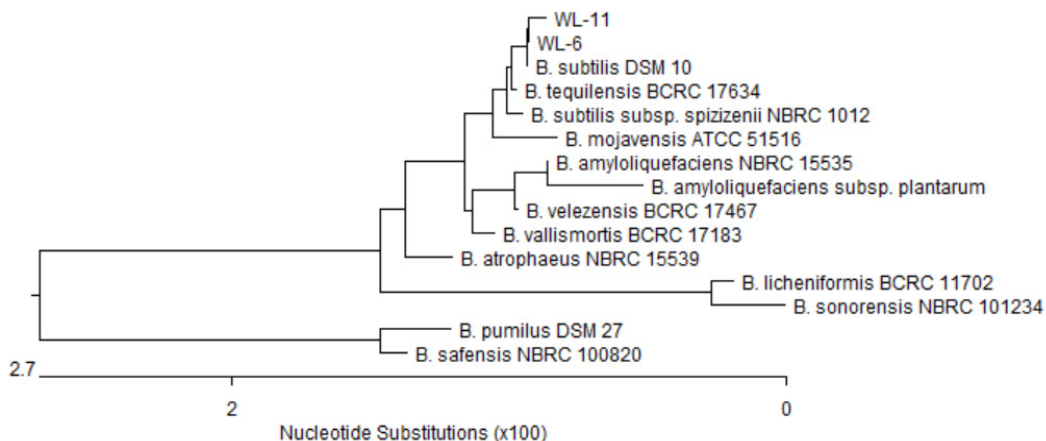 WL-11
WL-6
B. subtilis DSM 10
B. tequilensis BCRC 17634
B. subtilis subsp. spizizenii NBRC 1012
B. mojavensis ATCC 51516
B. amyloliquefaciens NBRC 15535
B. amyloliquefaciens subsp. plantarum
B. velezensis BCRC 17467
B. vallismortis BCRC 17183
B. atrophaeus NBRC 15539
B. licheniformis BCRC 11702
B. sonorensis NBRC 101234
B. pumilus DSM 27
B. safensis NBRC 100820
2.7
2 0
Nucleotide Substitutions (x100)